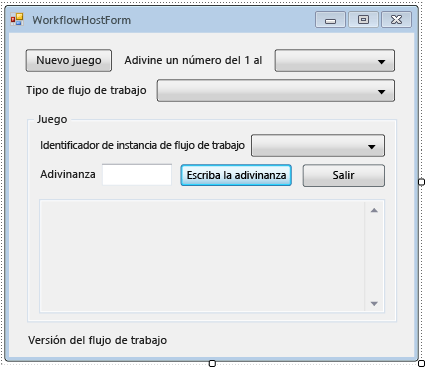 WorkflowHostForm
Nuevo juego Adivine un número del 1 al
Tipo de flujo de trabajo
Juego
Identificador de instancia de flujo de trabajo
Adivinanza Escriba la adivinanza Salir
Versión del flujo de trabajo